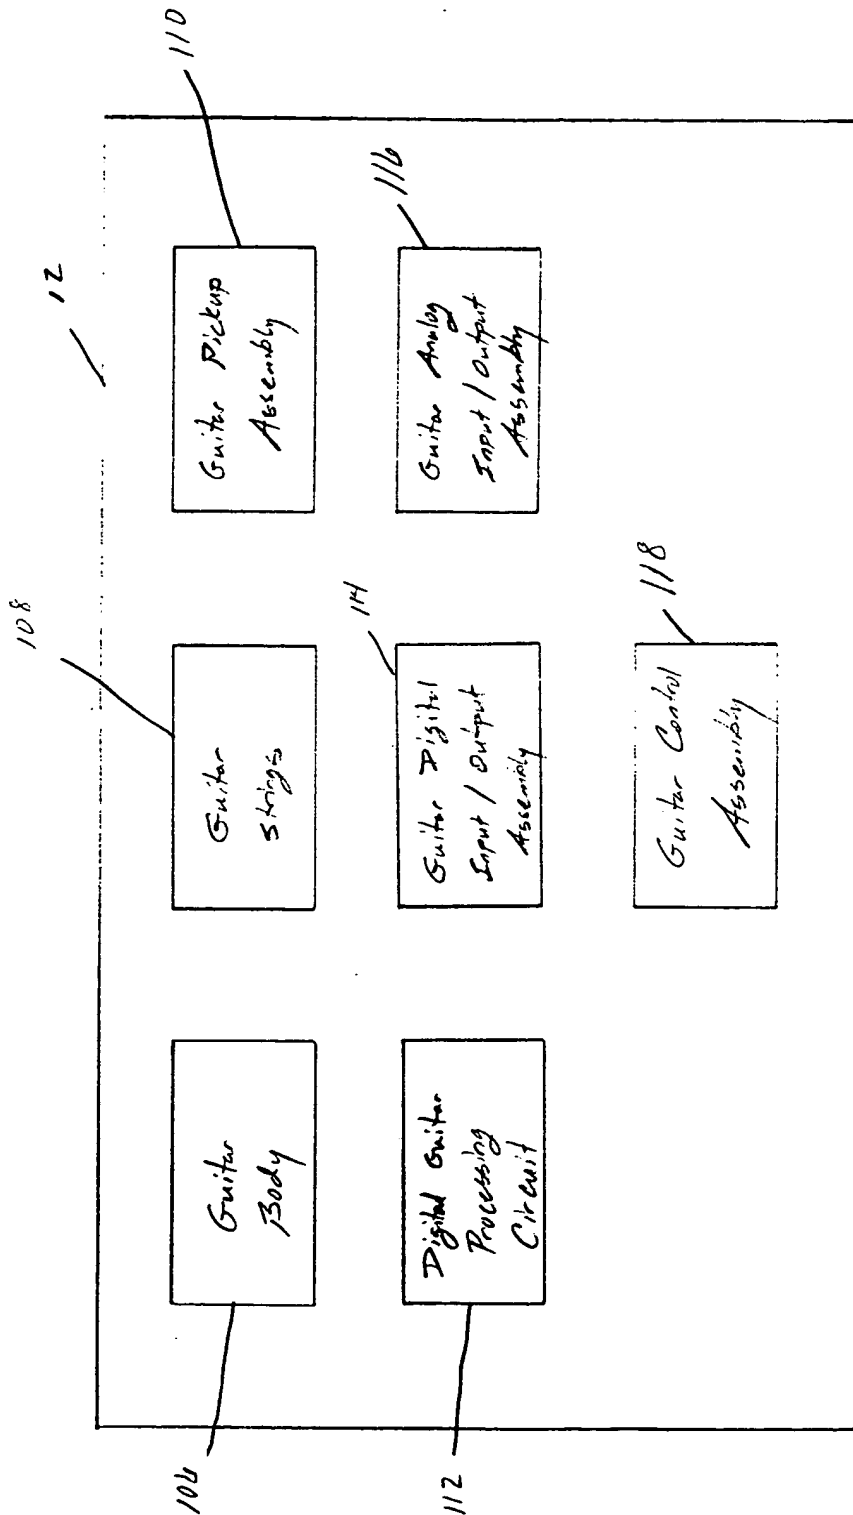 12
106
Guitar
Body
108
Guitar
Strings
110
Guitar Pickup
Assembly
112
Digital Guitar
Processing
Circuit
114
Guitar Digital
Input / Output
Assembly
116
Guitar Analog
Input / Output
Assembly
118
Guitar Control
Assembly